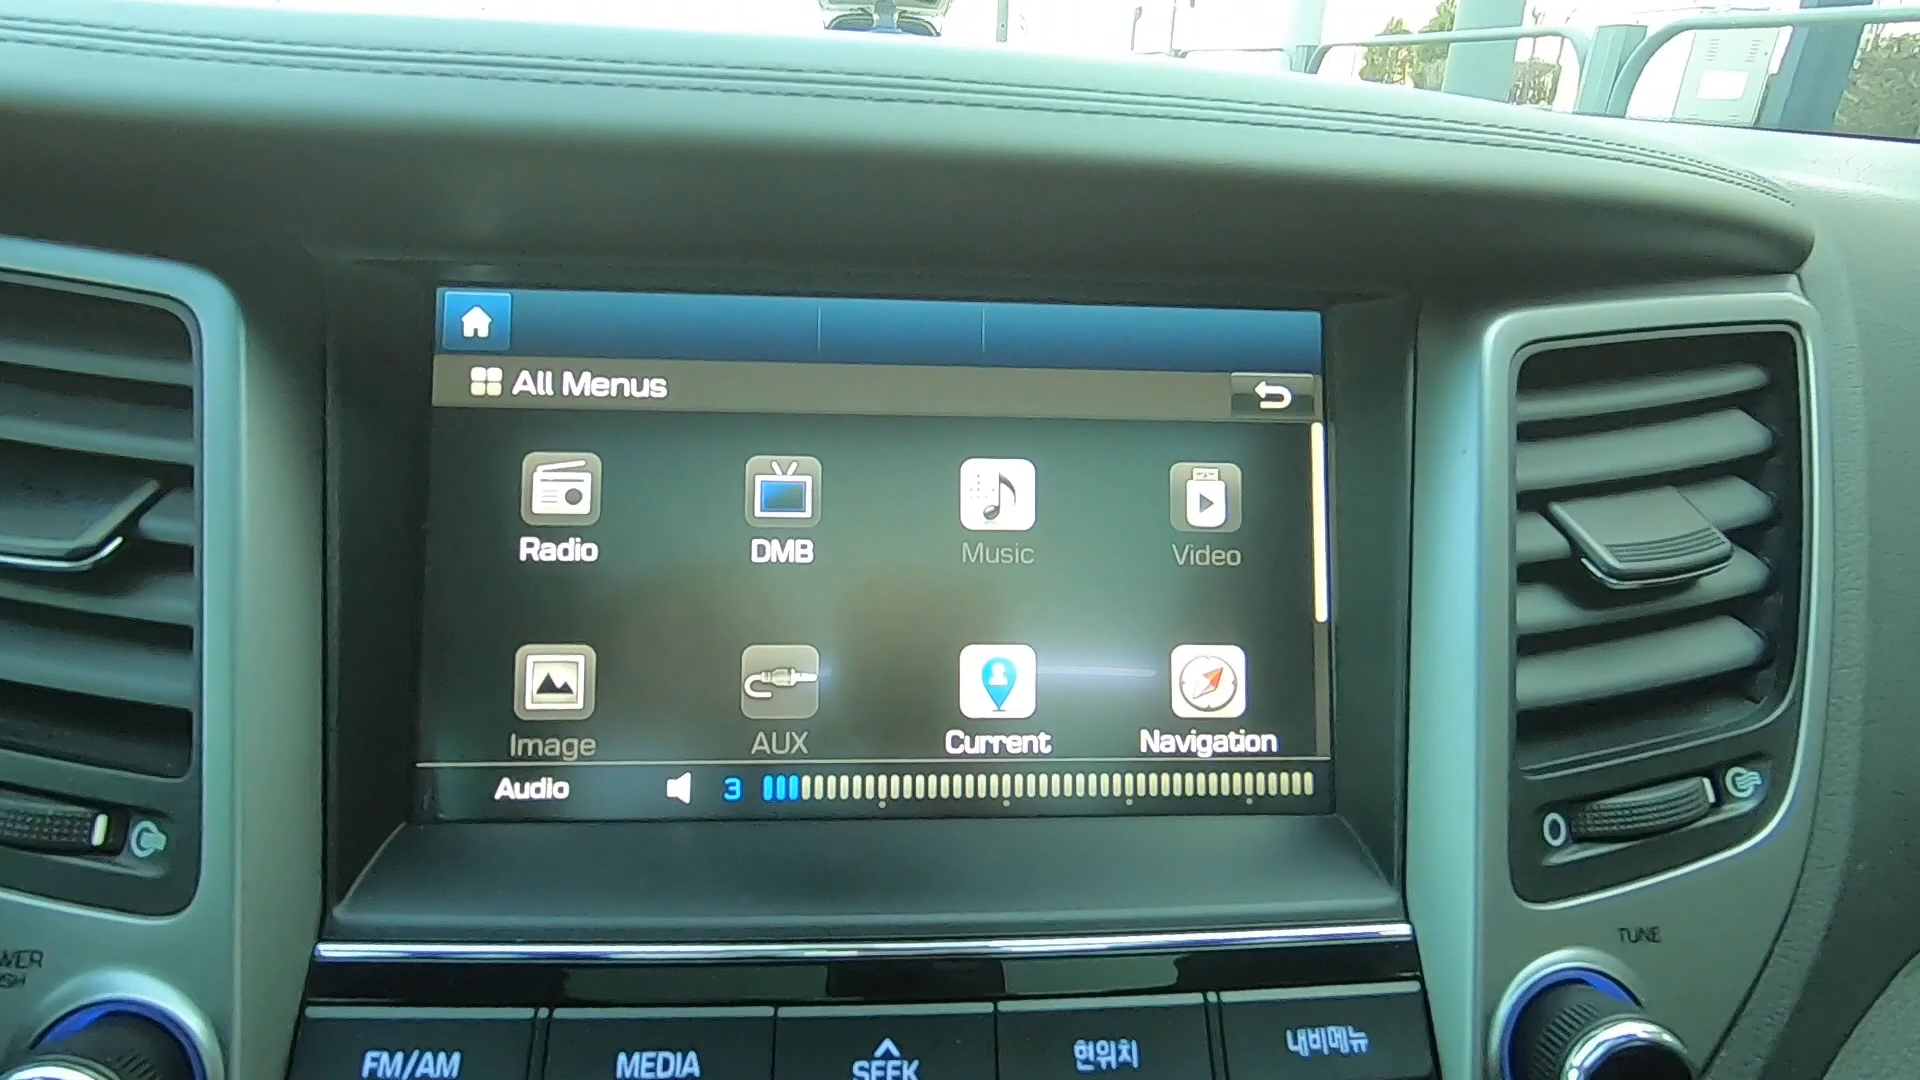 All Menus
Radio
DMB
Music
Video
Image
AUX
Current
Navigation
Audio
3
TUNE
FM/AM
MEDIA
SEEK
현위치
내비메뉴